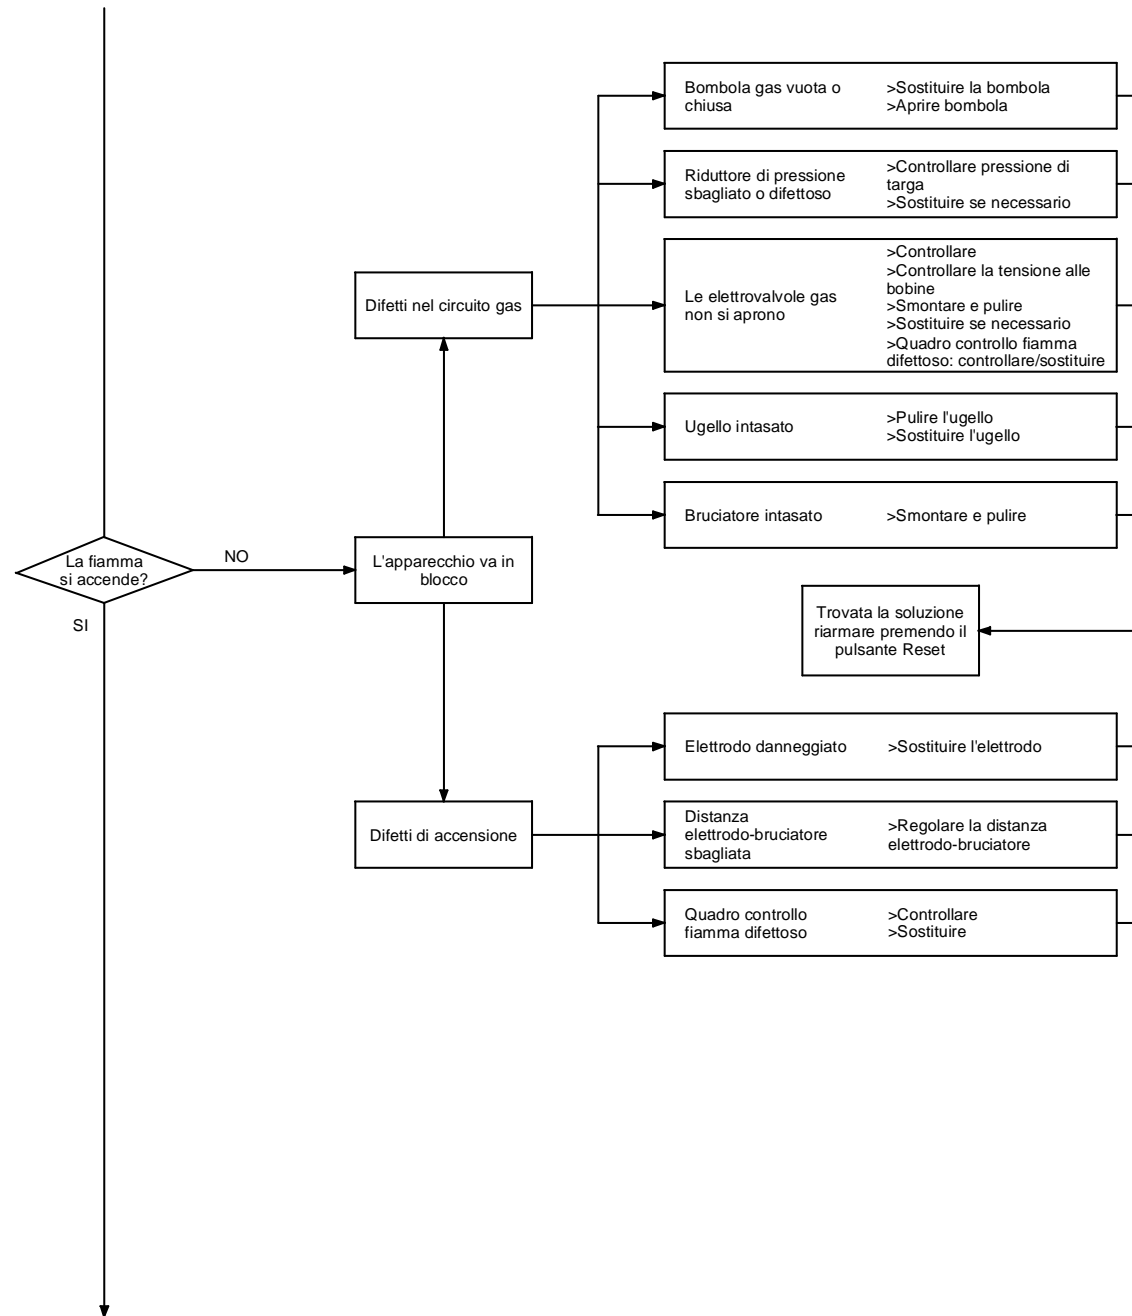 Bombola gas vuota o
chiusa
>Sostituire la bombola
>Aprire bombola
Riduttore di pressione
sbagliato o difettoso
>Controllare pressione di
targa
>Sostituire se necessario
Difetti nel circuito gas
Le elettrovalvole gas
non si aprono
>Controllare
>Controllare la tensione alle
bobine
>Smontare e pulire
>Sostituire se necessario
>Quadro controllo fiamma
difettoso: controllare/sostituire
Ugello intasato
>Pulire l'ugello
>Sostituire l'ugello
Bruciatore intasato
>Smontare e pulire
La fiamma
si accende?
NO
SI
L'apparecchio va in
blocco
Trovata la soluzione
riarmare premendo il
pulsante Reset
Elettrodo danneggiato
>Sostituire l'elettrodo
Difetti di accensione
Distanza
elettrodo-bruciatore
sbagliata
>Regolare la distanza
elettrodo-bruciatore
Quadro controllo
fiamma difettoso
>Controllare
>Sostituire